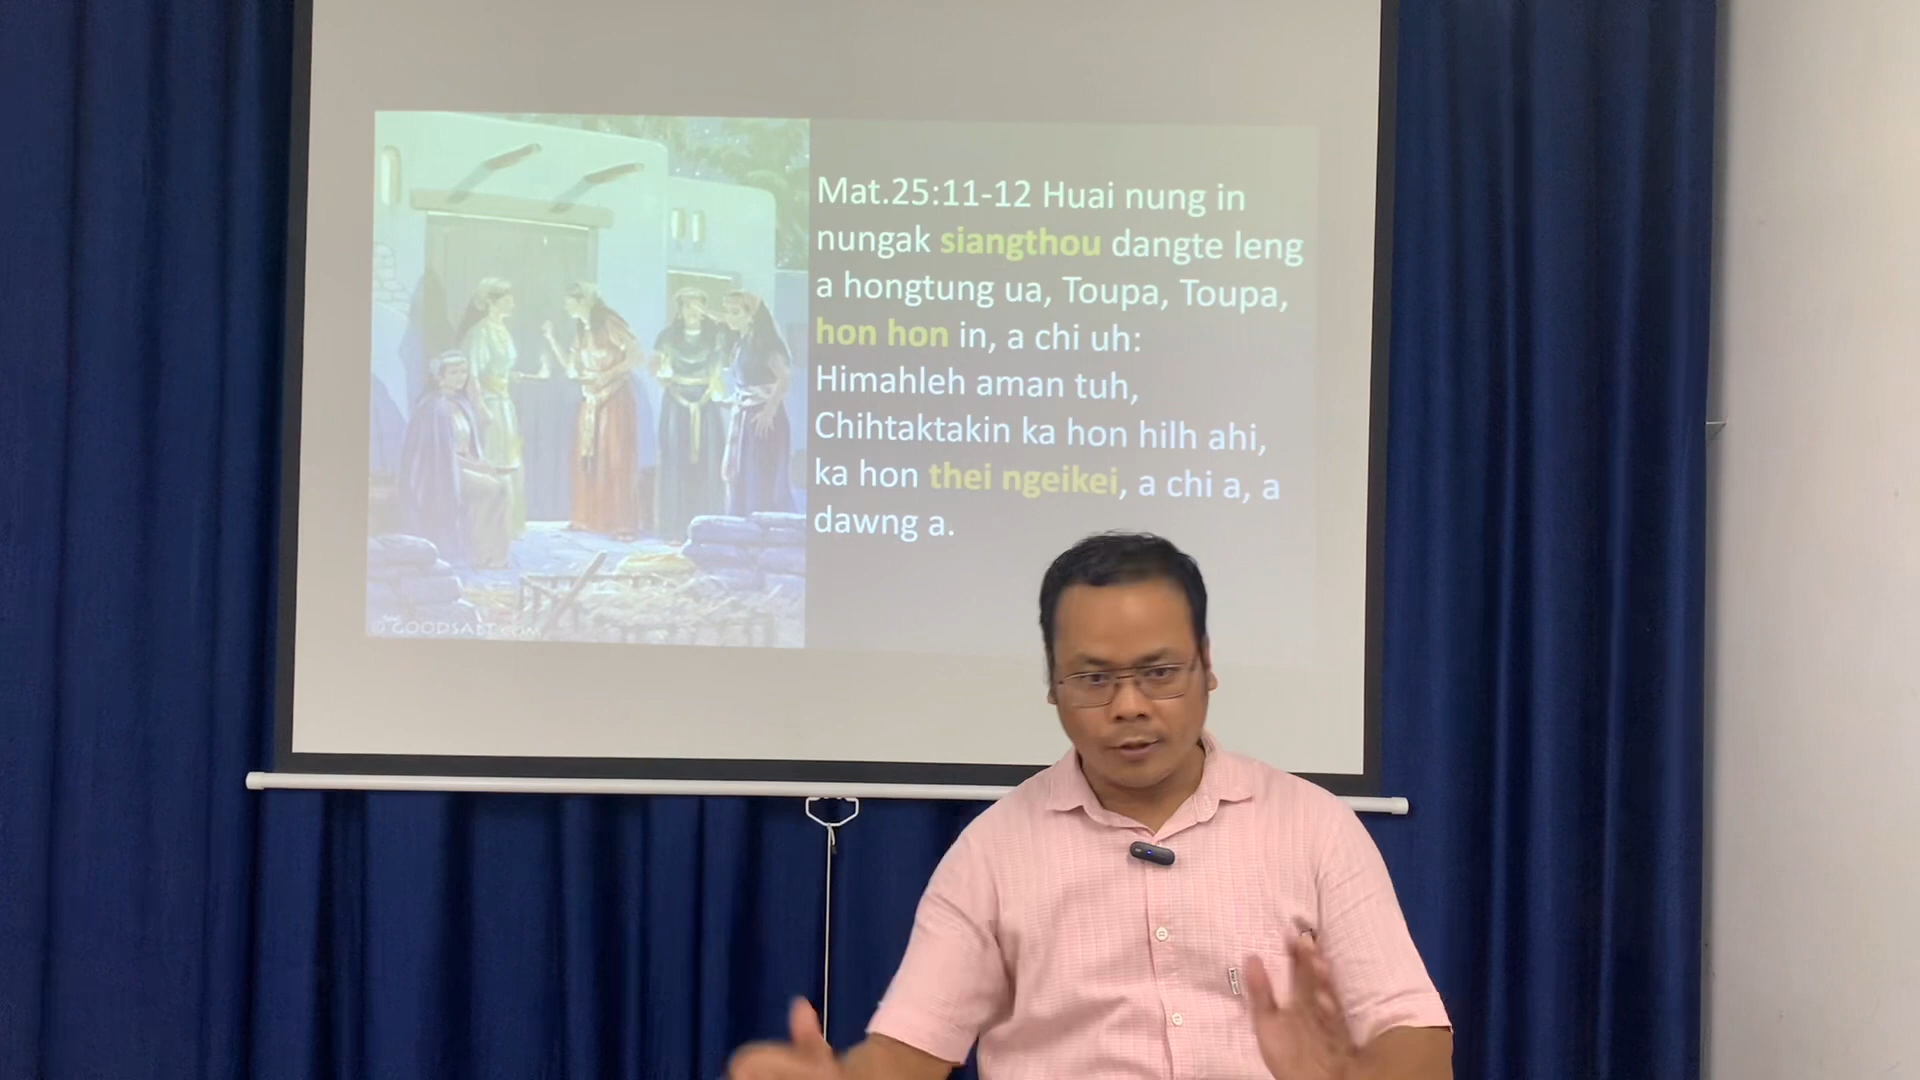 Mat.25:11-12 Huai nung in
nungak siangthou dangte leng
a hongtung ua, Toupa, Toupa,
hon hon in, a chi uh:
Himahleh aman tuh,
Chihtaktakin ka hon hilh ahi,
ka hon thei ngeikei, a chi a, a
dawng a.
© GOODSALT.COM